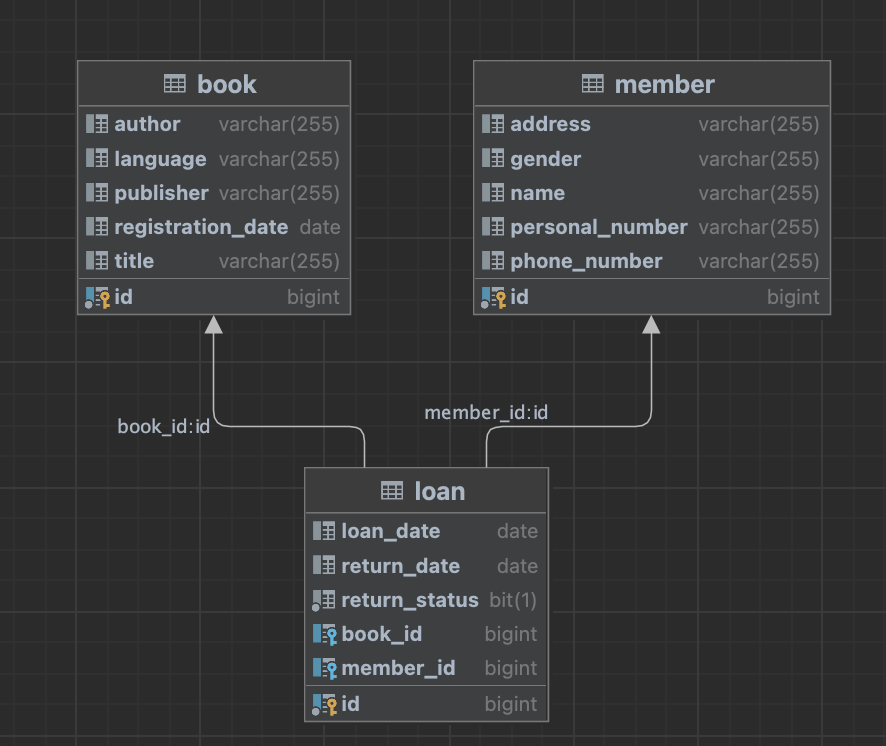 book
author varchar(255)
language varchar(255)
publisher varchar(255)
registration_date date
title varchar(255)
id bigint
member
address varchar(255)
gender varchar(255)
name varchar(255)
personal_number varchar(255)
phone_number varchar(255)
id bigint
book_id:id
member_id:id
loan
loan_date date
return_date date
return_status bit(1)
book_id bigint
member_id bigint
id bigint